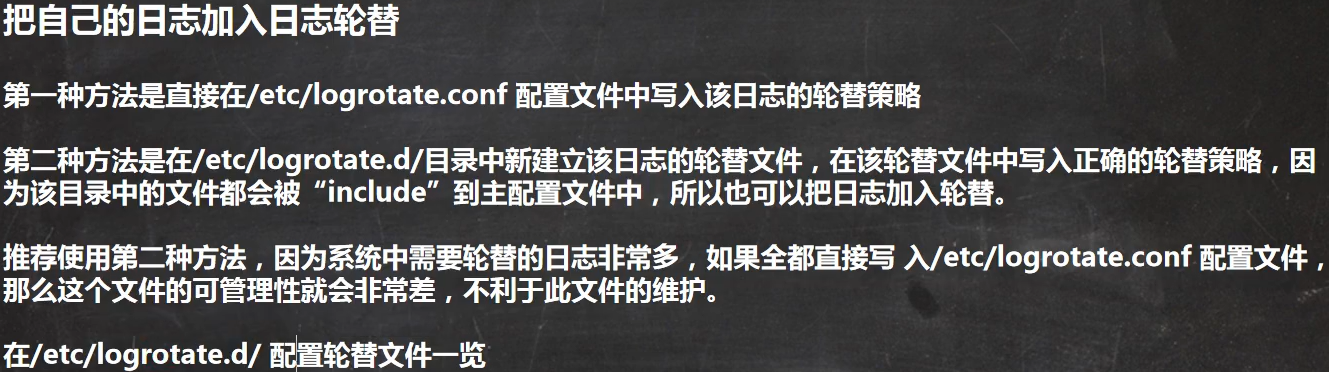 把自己的日志加入日志轮替
第一种方法是直接在/etc/logrotate.conf 配置文件中写入该日志的轮替策略
第二种方法是在/etc/logrotate.d/目录中新建立该日志的轮替文件，在该轮替文件中写入正确的轮替策略，因
为该目录中的文件都会被“include”到主配置文件中，所以也可以把日志加入轮替。
推荐使用第二种方法，因为系统中需要轮替的日志非常多，如果全都直接写 入/etc/logrotate.conf 配置文件，
那么这个文件的可管理性就会非常差，不利于此文件的维护。
在/etc/logrotate.d/ 配置轮替文件一览